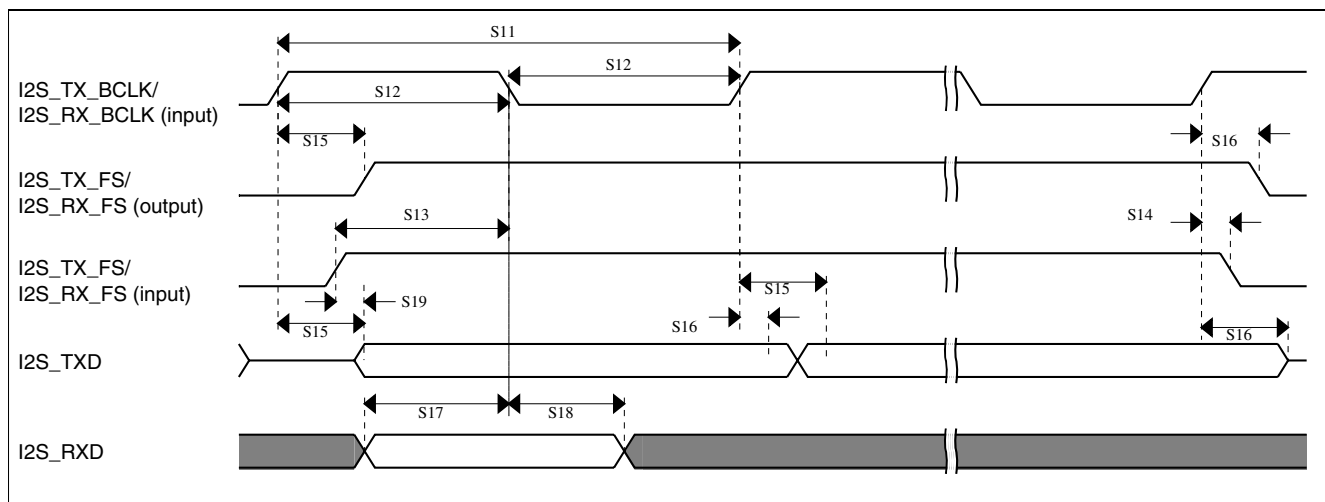 S11
S12
I2S_TX_BCLK/
I2S_RX_BCLK (input)
S12
S15
S16
I2S_TX_FS/
I2S_RX_FS (output)
S13
S14
I2S_TX_FS/
I2S_RX_FS (input)
S15
S19
S15
S16
S16
I2S_TXD
S17
S18
I2S_RXD